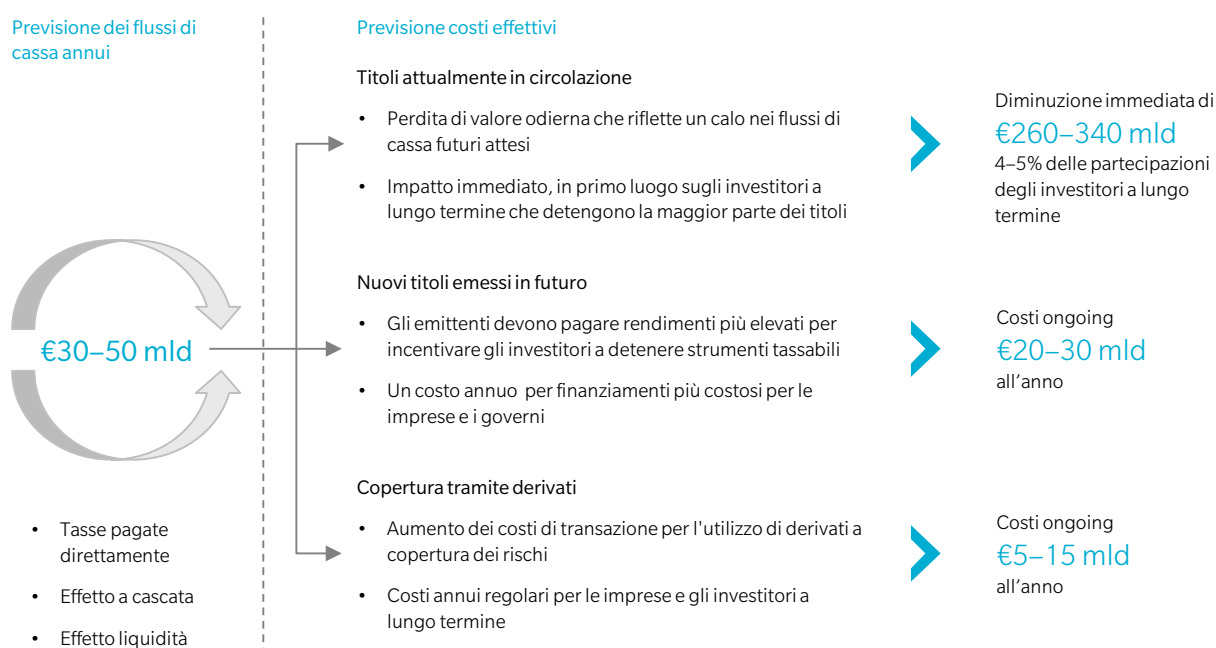 Previsione dei flussi di
cassa annui
€30–50 mld
• Tasse pagate
direttamente
• Effetto a cascata
• Effetto liquidità
Previsione costi effettivi
Titoli attualmente in circolazione
• Perdita di valore odierna che riflette un calo nei flussi di
cassa futuri attesi
• Impatto immediato, in primo luogo sugli investitori a
lungo termine che detengono la maggior parte dei titoli
Diminuzione immediata di
€260–340 mld
4–5% delle partecipazioni
degli investitori a lungo
termine
Nuovi titoli emessi in futuro
• Gli emittenti devono pagare rendimenti più elevati per
incentivare gli investitori a detenere strumenti tassabili
• Un costo annuo per finanziamenti più costosi per le
imprese e i governi
Costi ongoing
€20–30 mld
all'anno
Copertura tramite derivati
• Aumento dei costi di transazione per l'utilizzo di derivati a
copertura dei rischi
• Costi annui regolari per le imprese e gli investitori a
lungo termine
Costi ongoing
€5–15 mld
all'anno